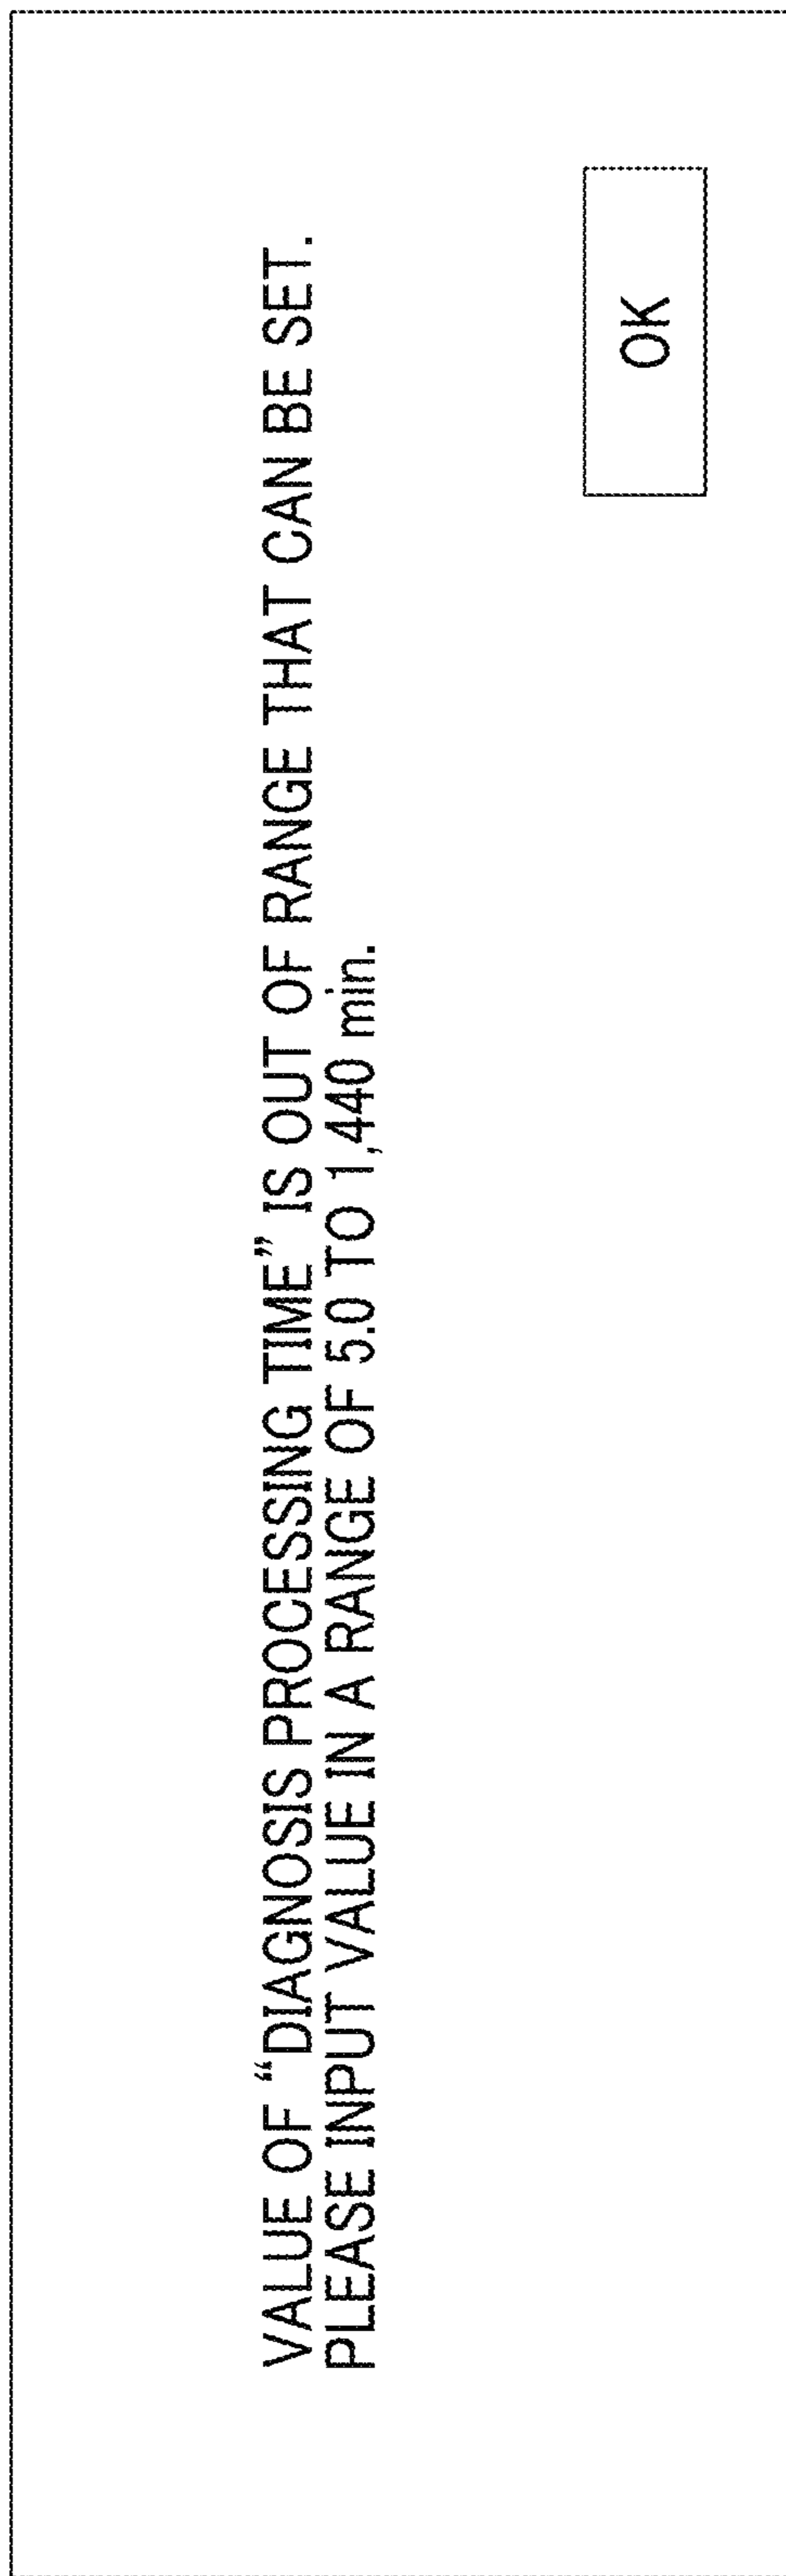 VALUE OF “DIAGNOSIS PROCESSING TIME” IS OUT OF RANGE THAT CAN BE SET.
PLEASE INPUT VALUE IN A RANGE OF 5.0 TO 1,440 min.
OK